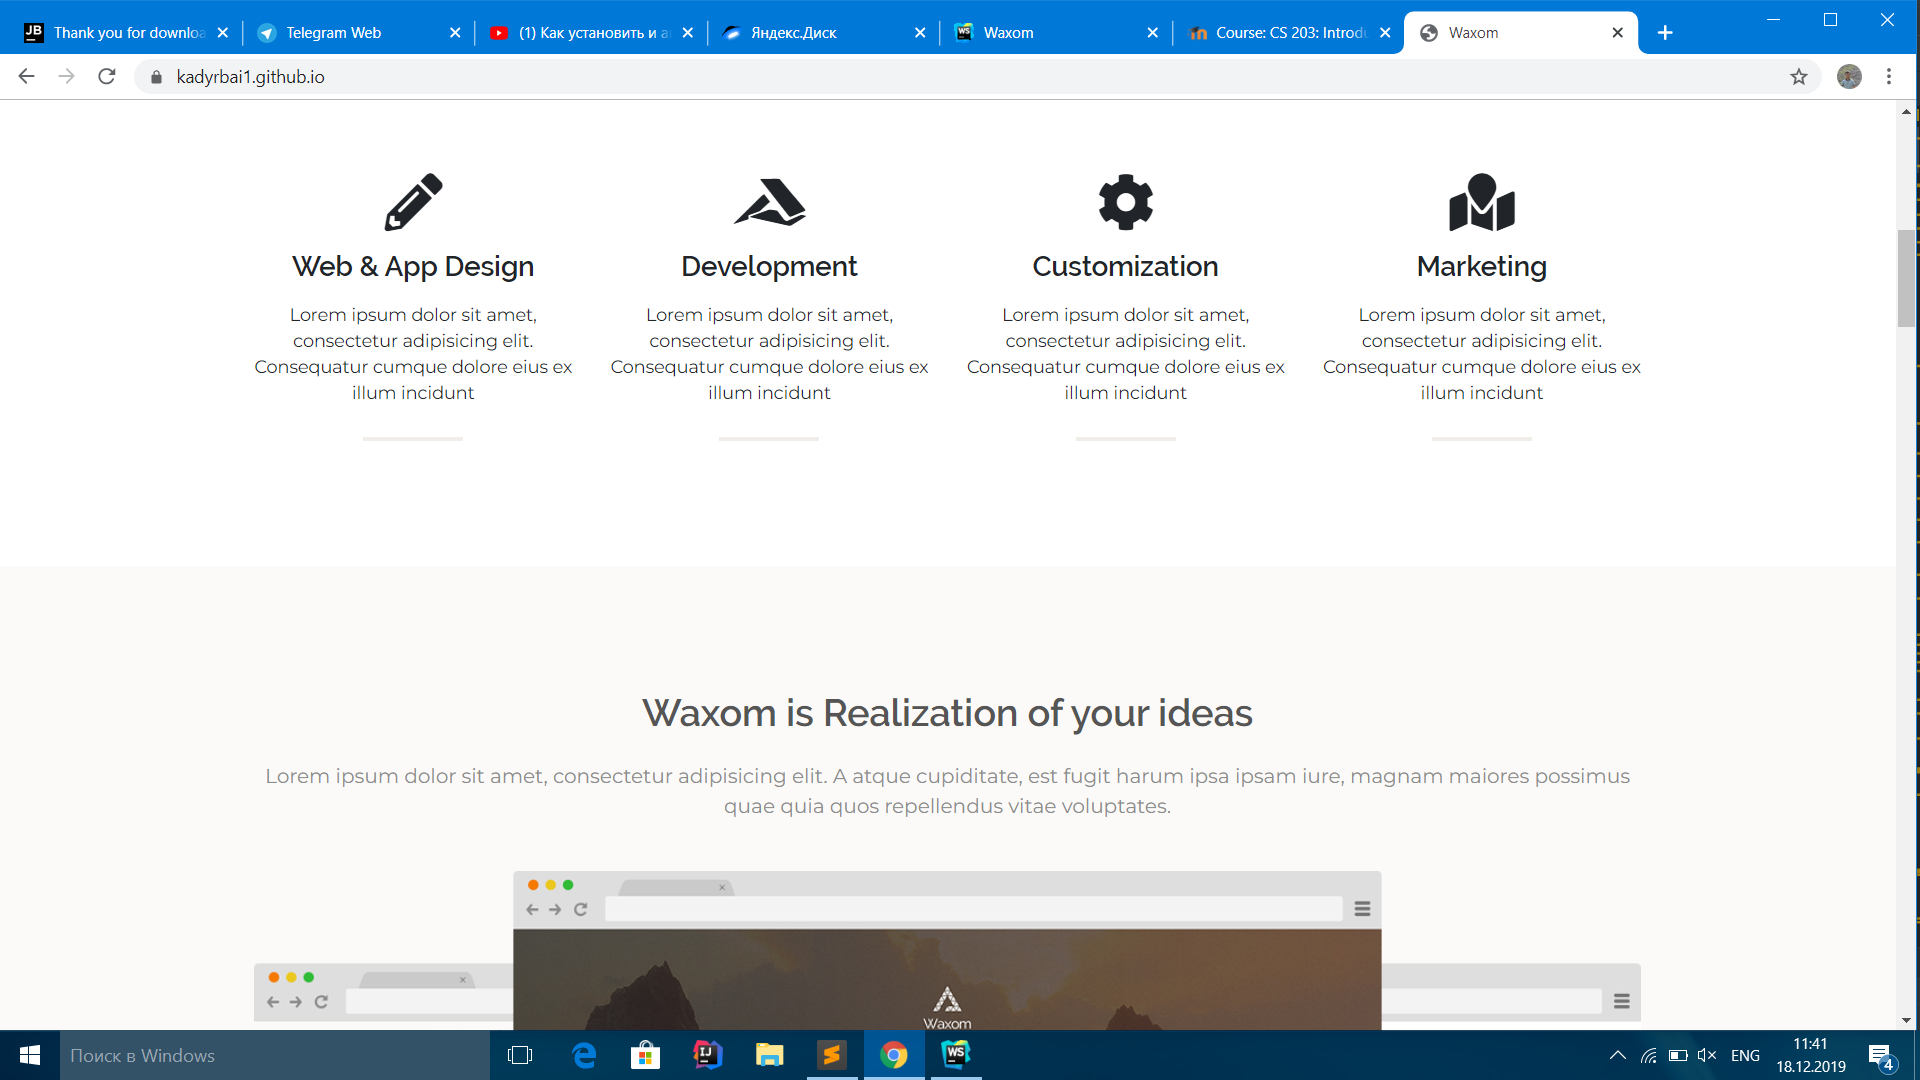 JB
Thank you for downloa
Telegram Web
(1) Как установить и а
Яндекс.Диск
WS
Waxom
Course: CS 203: Introdu
Waxom
kadyrbai1.github.io
Web & App Design
Development
Customization
Marketing
Lorem ipsum dolor sit amet,
consectetur adipisicing elit.
Consequatur cumque dolore eius ex
illum incidunt
Lorem ipsum dolor sit amet,
consectetur adipisicing elit.
Consequatur cumque dolore eius ex
illum incidunt
Lorem ipsum dolor sit amet,
consectetur adipisicing elit.
Consequatur cumque dolore eius ex
illum incidunt
Lorem ipsum dolor sit amet,
consectetur adipisicing elit.
Consequatur cumque dolore eius ex
illum incidunt
Waxom is Realization of your ideas
Lorem ipsum dolor sit amet, consectetur adipisicing elit. A atque cupiditate, est fugit harum ipsa ipsam iure, magnam maiores possimus
quae quia quos repellendus vitae voluptates.
Waxom
Поиск в Windows
IJ
WS
ENG
11:41
18.12.2019
4